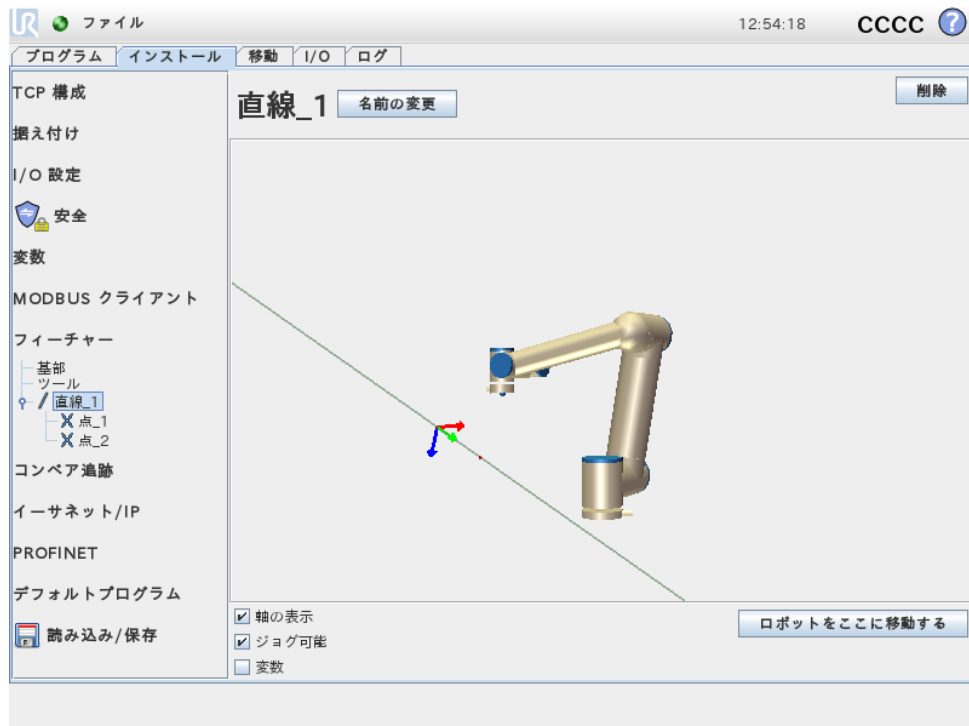 UR
ファイル
12:54:18
CCCC
?
プログラム
インストール
移動
I/O
ログ
TCP 構成
据え付け
I/O 設定
安全
変数
MODBUS クライアント
フィーチャー
基部
ツール
直線_1
点_1
点_2
コンベア追跡
イーサネット/IP
PROFINET
デフォルトプログラム
読み込み/保存
直線_1
名前の変更
削除
軸の表示
ジョグ可能
変数
ロボットをここに移動する